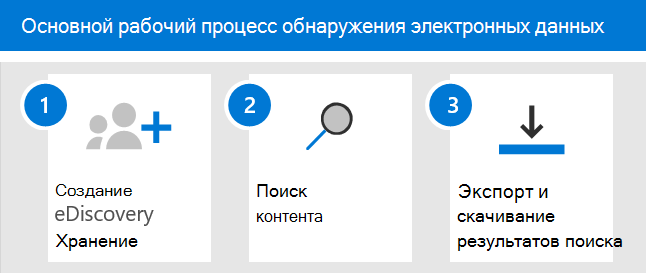 Основной рабочий процесс обнаружения электронных данных
1
Создание
eDiscovery
Хранение
2
Поиск
контента
3
Экспорт и
скачивание
результатов поиска